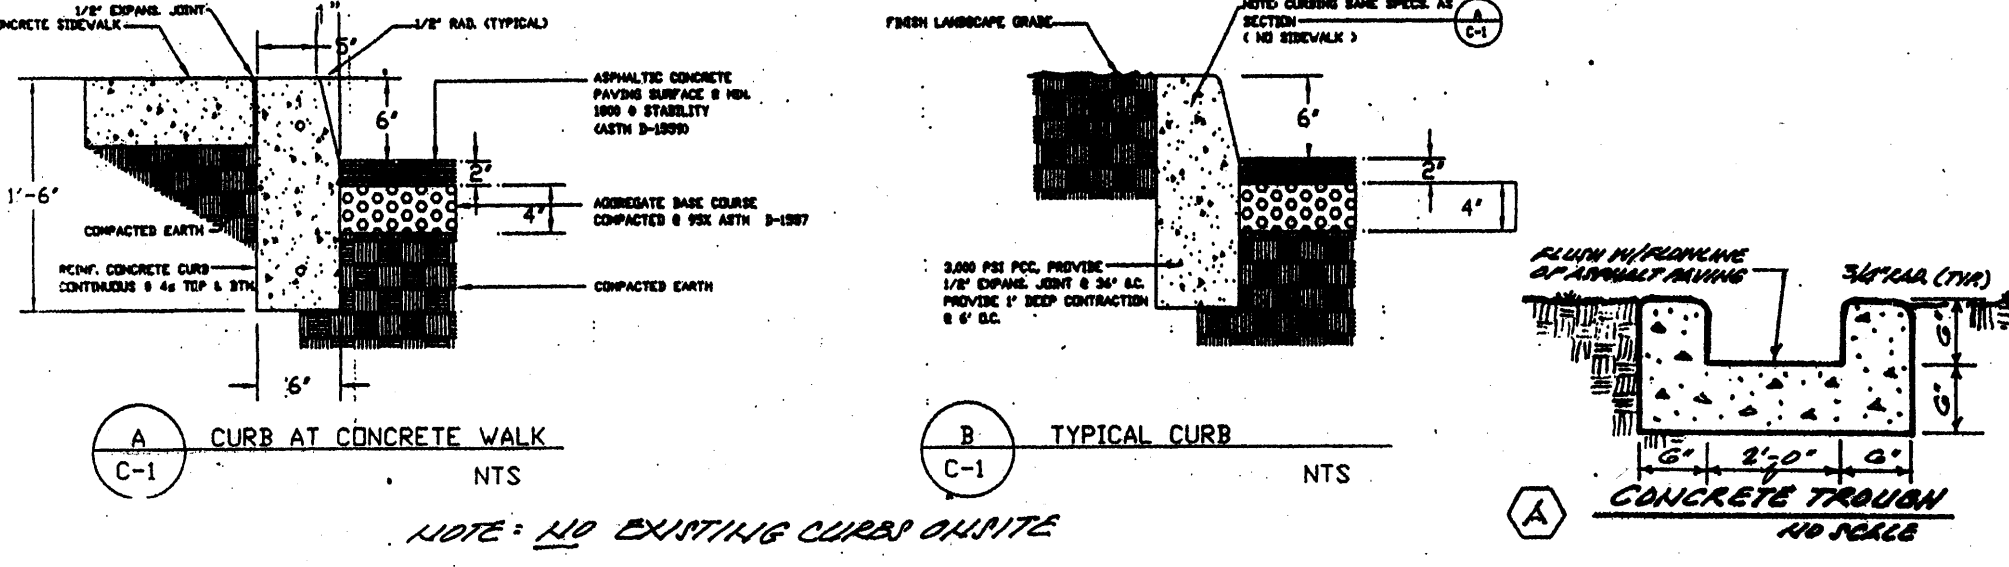 1/2" EXPANS. JOINT
NCRETE SIDEWALK
1"
5"
1/2" RAD. (TYPICAL)
6"
ASPHALTIC CONCRETE
PAVING SURFACE @ MIN.
1800 # STABILITY
(ASTM D-1559)
2"
1'-6"
4"
AGGREGATE BASE COURSE
COMPACTED @ 95% ASTM D-1557
COMPACTED EARTH
REINF. CONCRETE CURB
CONTINUOUS @ 4s TOP & BTM.
COMPACTED EARTH
6"
A
C-1
CURB AT CONCRETE WALK
NTS
FINISH LANDSCAPE GRADE
NOTE: CURBING SAME SPECS. AS
SECTION
( NO SIDEWALK )
A
C-1
6"
2"
4"
3,000 PSI PCC, PROVIDE
1/2" EXPANS. JOINT @ 36' O.C.
PROVIDE 1" DEEP CONTRACTION
@ 6' O.C.
B
C-1
TYPICAL CURB
NTS
FLUSH W/FLOWLINE
OF ASPHALT PAVING
3/4" RAD. (TYP.)
6"
6"
6"
2'-0"
6"
A
CONCRETE TROUGH
NO SCALE
NOTE: NO EXISTING CURBS ONSITE